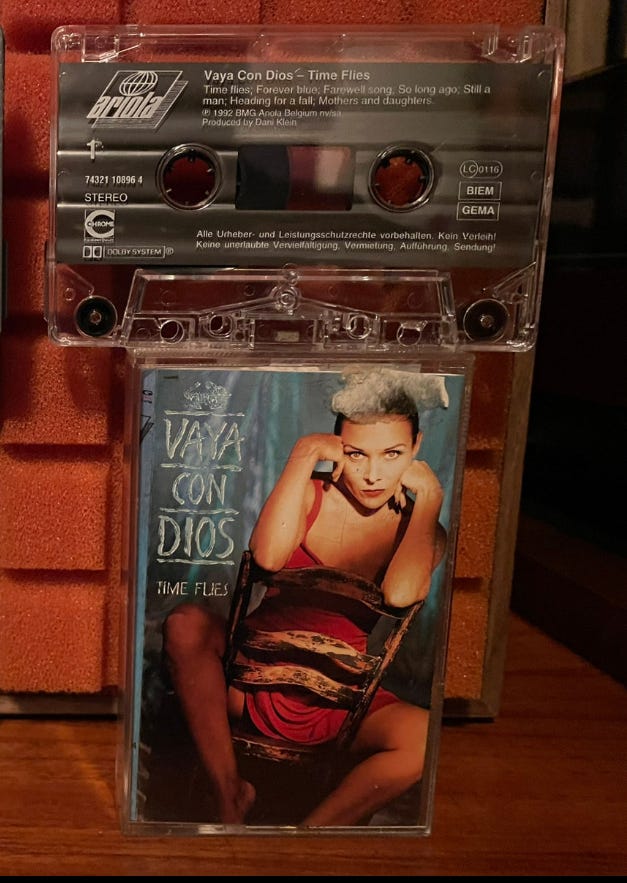 Vaya Con Dios – Time Flies
Time flies; Forever blue; Farewell song; So long ago; Still a
man; Heading for a fall; Mothers and daughters.
℗ 1992 BMG Ariola Belgium nv/sa
Produced by Dani Klein
ariola
1
74321 10896 4
STEREO
CHROME
DOLBY SYSTEM ®
LC 0116
BIEM
GEMA
Alle Urheber- und Leistungsschutzrechte vorbehalten. Kein Verleih!
Keine unerlaubte Vervielfältigung, Vermietung, Aufführung, Sendung!
VAYA
CON
DIOS
TIME FLIES